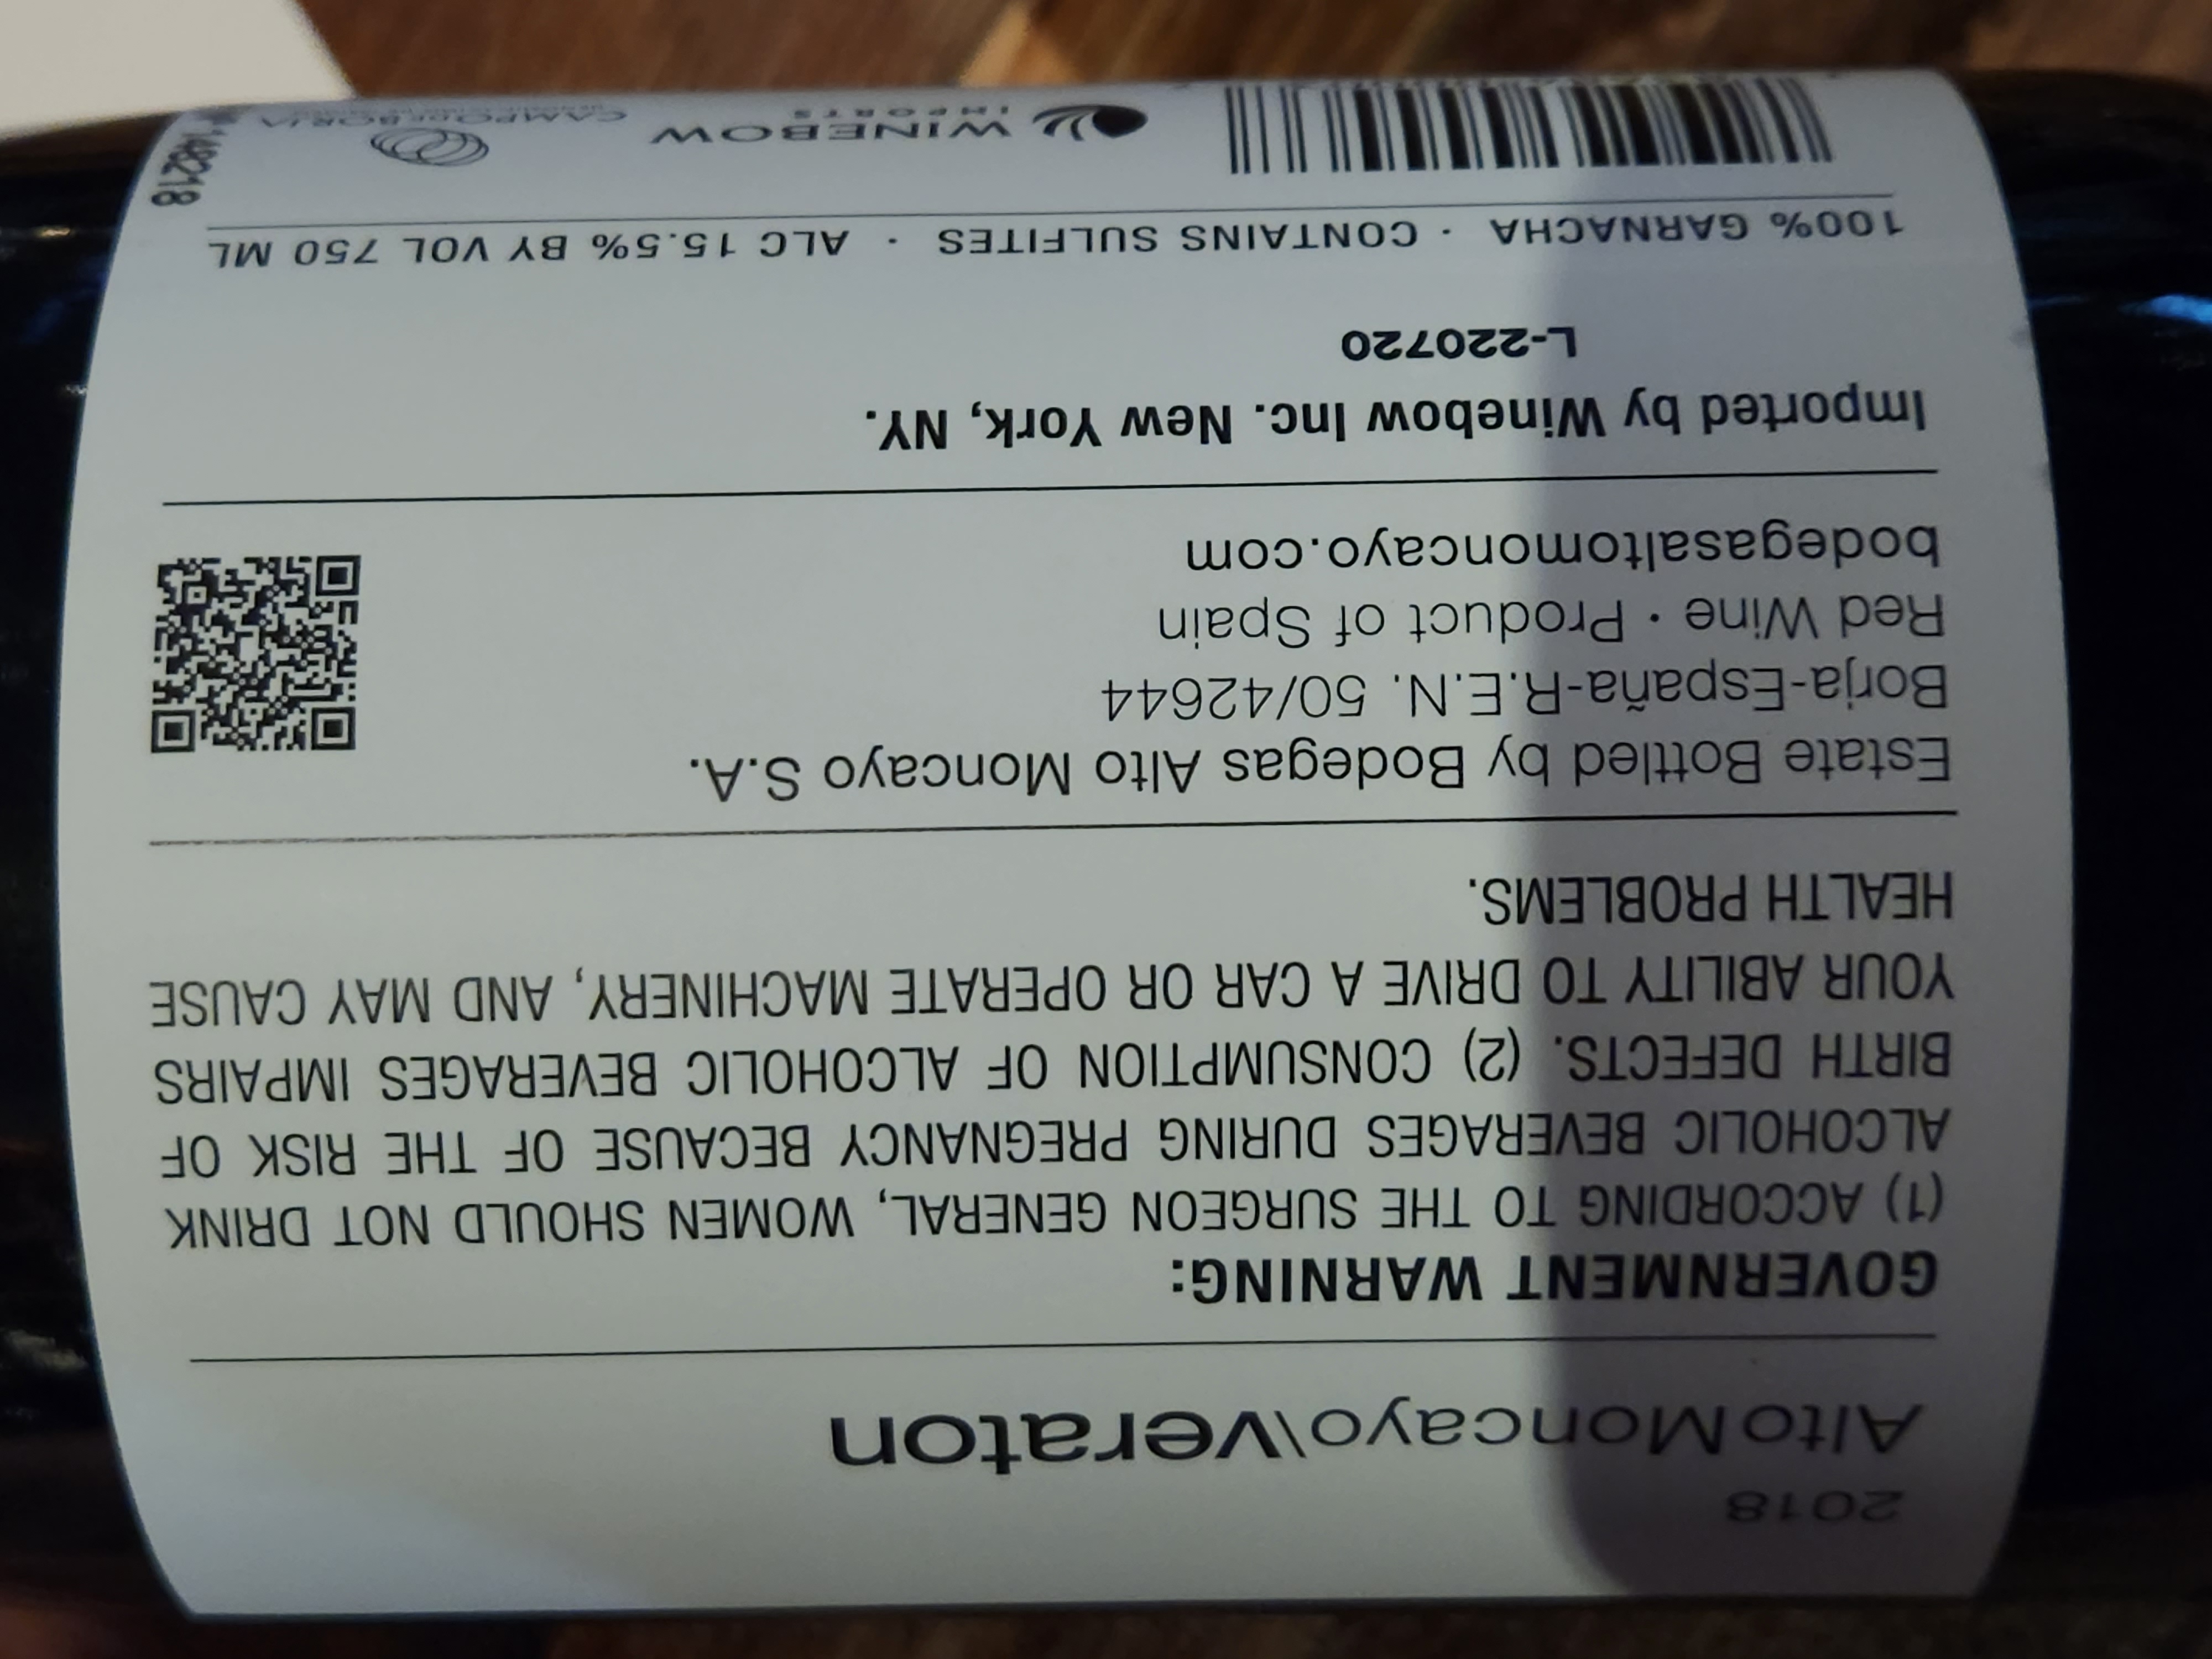 2018
AltoMoncayo\veraton
GOVERNMENT WARNING:
(1) ACCORDING TO THE SURGEON GENERAL, WOMEN SHOULD NOT DRINK
ALCOHOLIC BEVERAGES DURING PREGNANCY BECAUSE OF THE RISK OF
BIRTH DEFECTS. (2) CONSUMPTION OF ALCOHOLIC BEVERAGES IMPAIRS
YOUR ABILITY TO DRIVE A CAR OR OPERATE MACHINERY, AND MAY CAUSE
HEALTH PROBLEMS.
Estate Bottled by Bodegas Alto Moncayo S.A.
Borja-España-R.E.N. 50/42644
Red Wine · Product of Spain
bodegasaltomoncayo.com
Imported by Winebow Inc. New York, NY.
L-220720
100% GARNACHA · CONTAINS SULFITES · ALC 15.5% BY VOL 750 ML
WINEBOW
IMPORTS
CAMPO DE BORJA